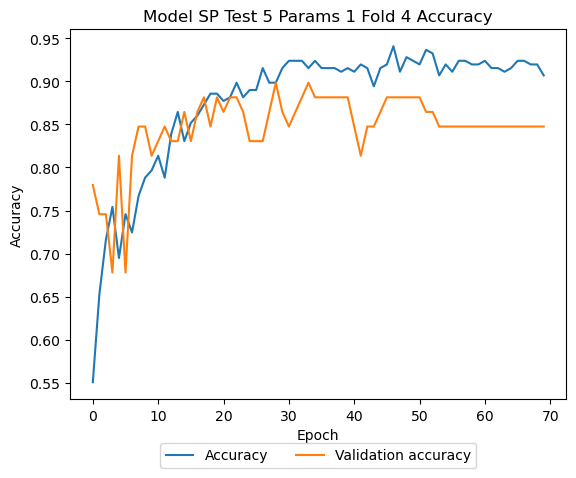 Model SP Test 5 Params 1 Fold 4 Accuracy
0.95
0.90
0.85
0.80
0.75
0.70
0.65
0.60
0.55
Accuracy
0 10 20 30 40 50 60 70
Epoch
Accuracy Validation accuracy